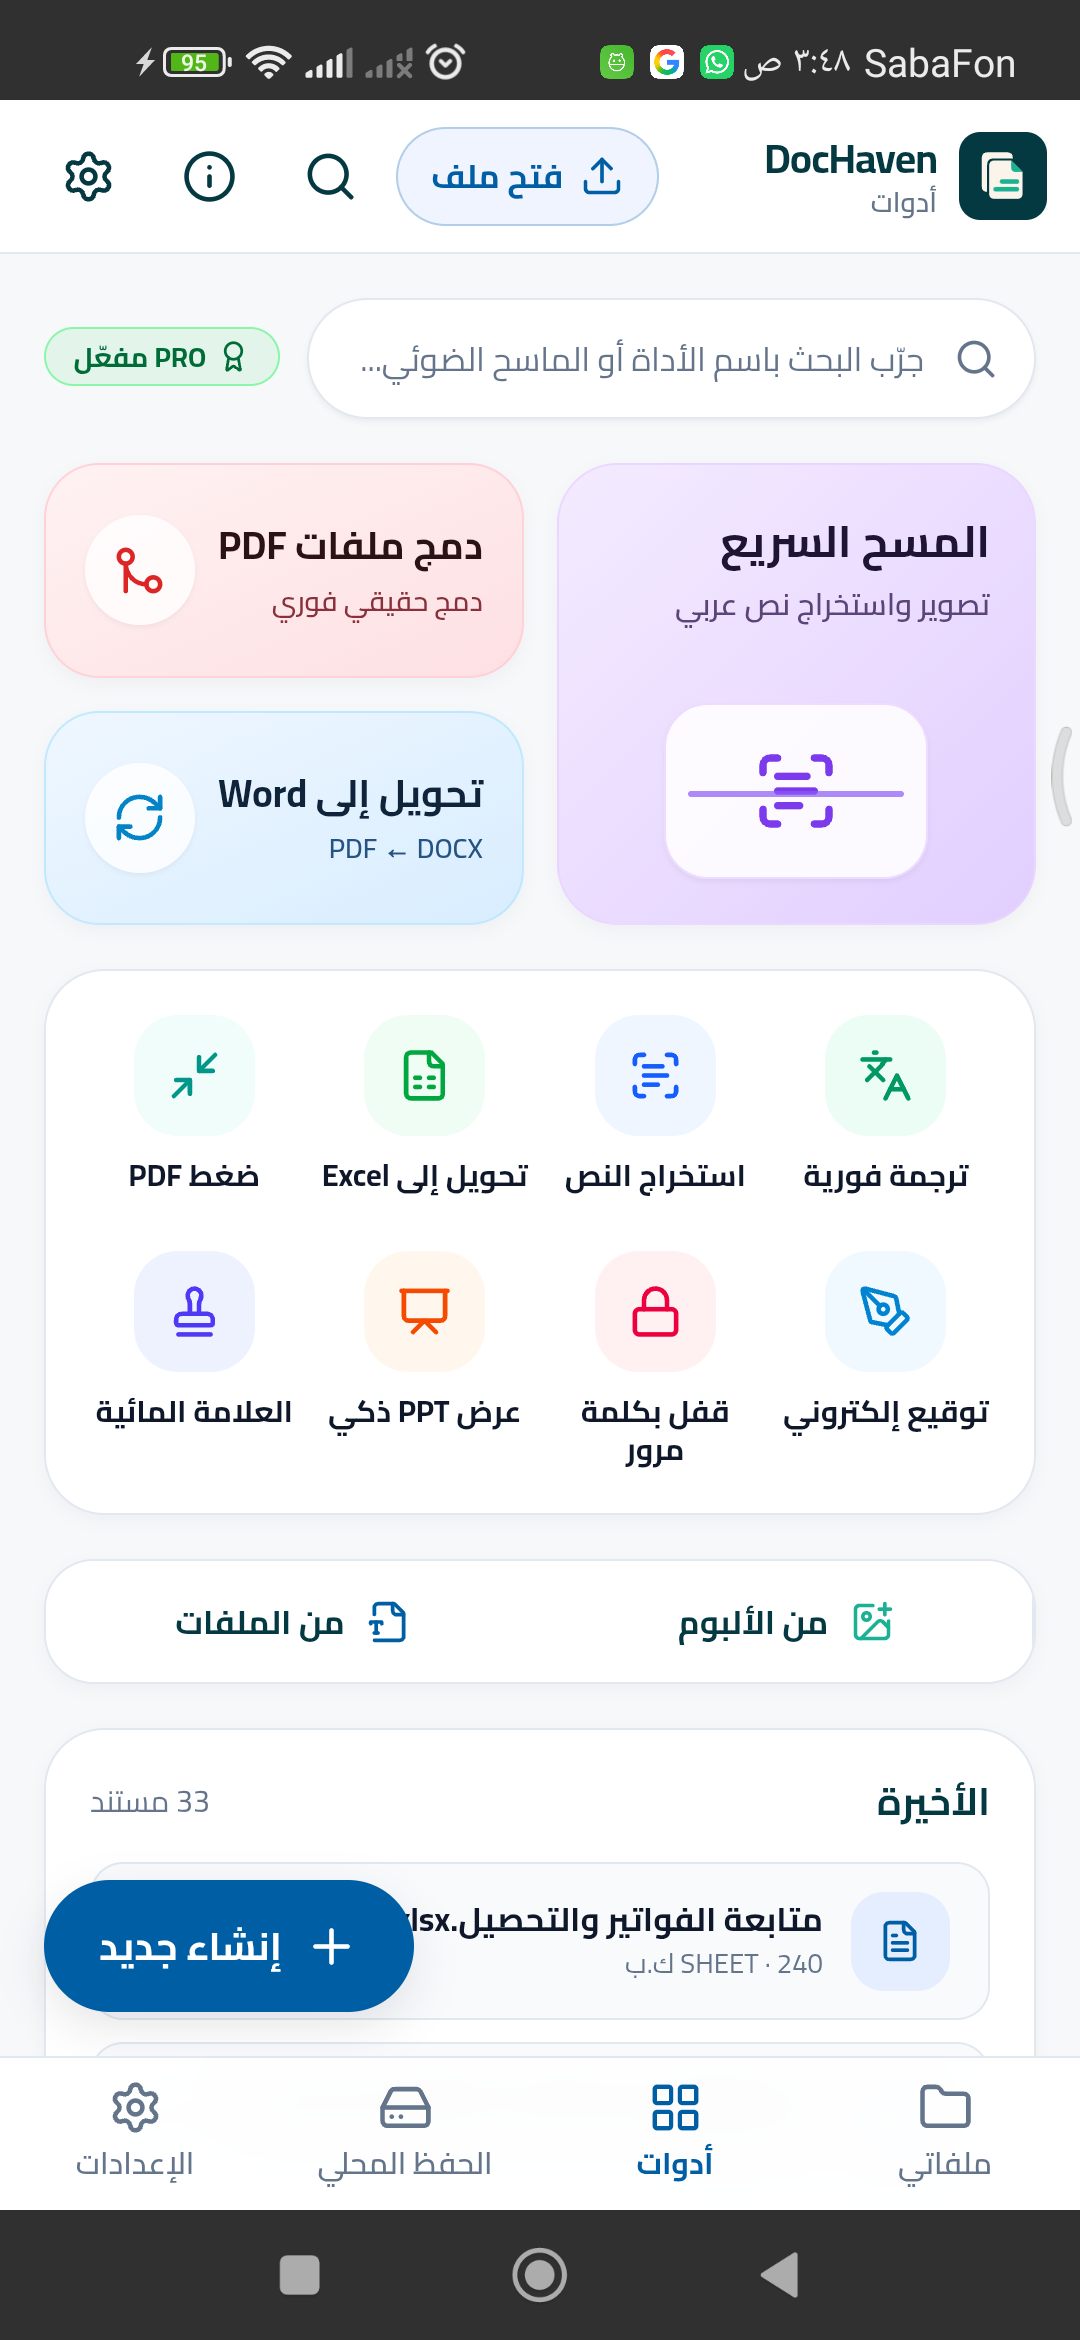 SabaFon ٣:٤٨ ص
95
DocHaven
أدوات
فتح ملف
جرّب البحث باسم الأداة أو الماسح الضوئي...
PRO مفعّل
المسح السريع
تصوير واستخراج نص عربي
دمج ملفات PDF
دمج حقيقي فوري
تحويل إلى Word
PDF ← DOCX
ترجمة فورية
استخراج النص
تحويل إلى Excel
ضغط PDF
توقيع إلكتروني
قفل بكلمة
مرور
عرض PPT ذكي
العلامة المائية
من الألبوم
من الملفات
الأخيرة
33 مستند
متابعة الفواتير والتحصيل.xlsx
SHEET · 240 ك.ب
إنشاء جديد
ملفاتي
أدوات
الحفظ المحلي
الإعدادات